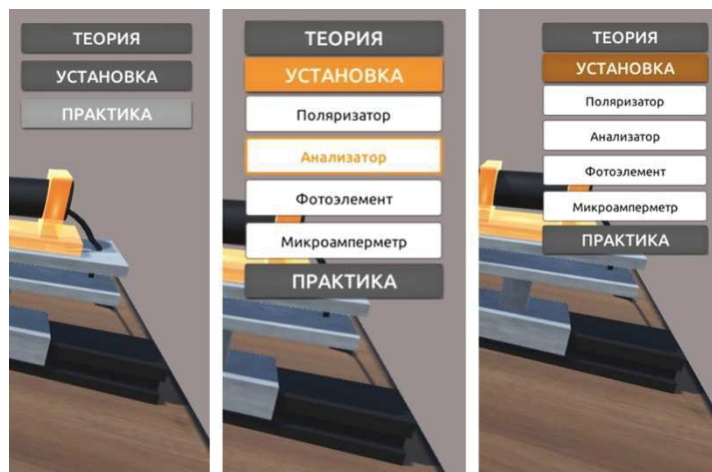 ТЕОРИЯ
УСТАНОВКА
ПРАКТИКА
ТЕОРИЯ
УСТАНОВКА
Поляризатор
Анализатор
Фотоэлемент
Микроамперметр
ПРАКТИКА
ТЕОРИЯ
УСТАНОВКА
Поляризатор
Анализатор
Фотоэлемент
Микроамперметр
ПРАКТИКА